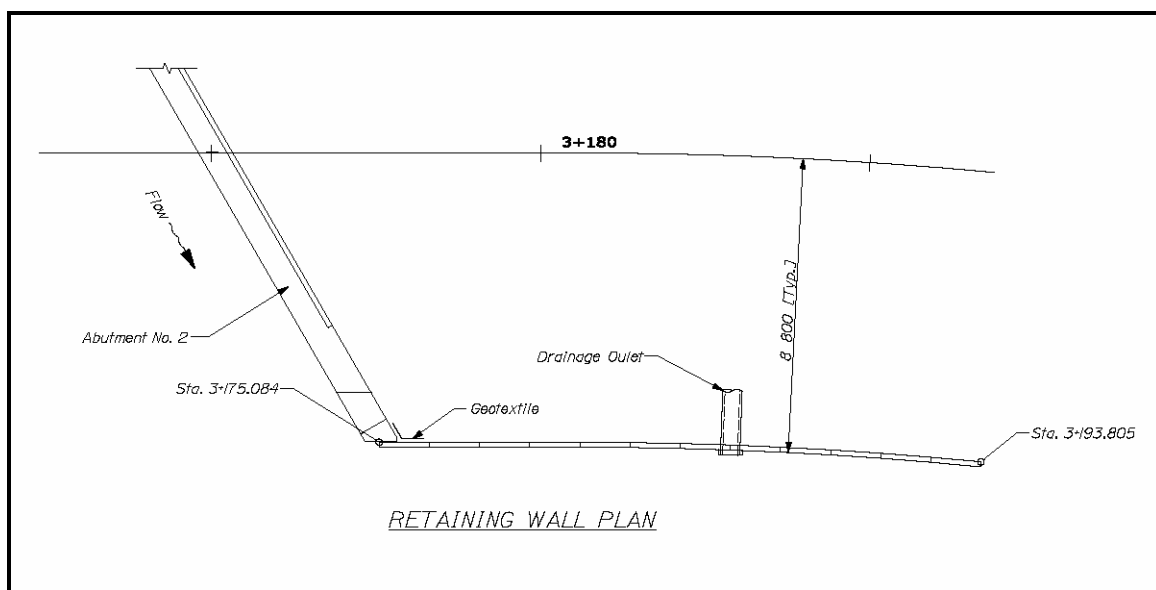 3+180
Flow
Abutment No. 2
8 800 [Typ.]
Drainage Oulet
Sta. 3+175.084
Geotextile
Sta. 3+193.805
RETAINING WALL PLAN